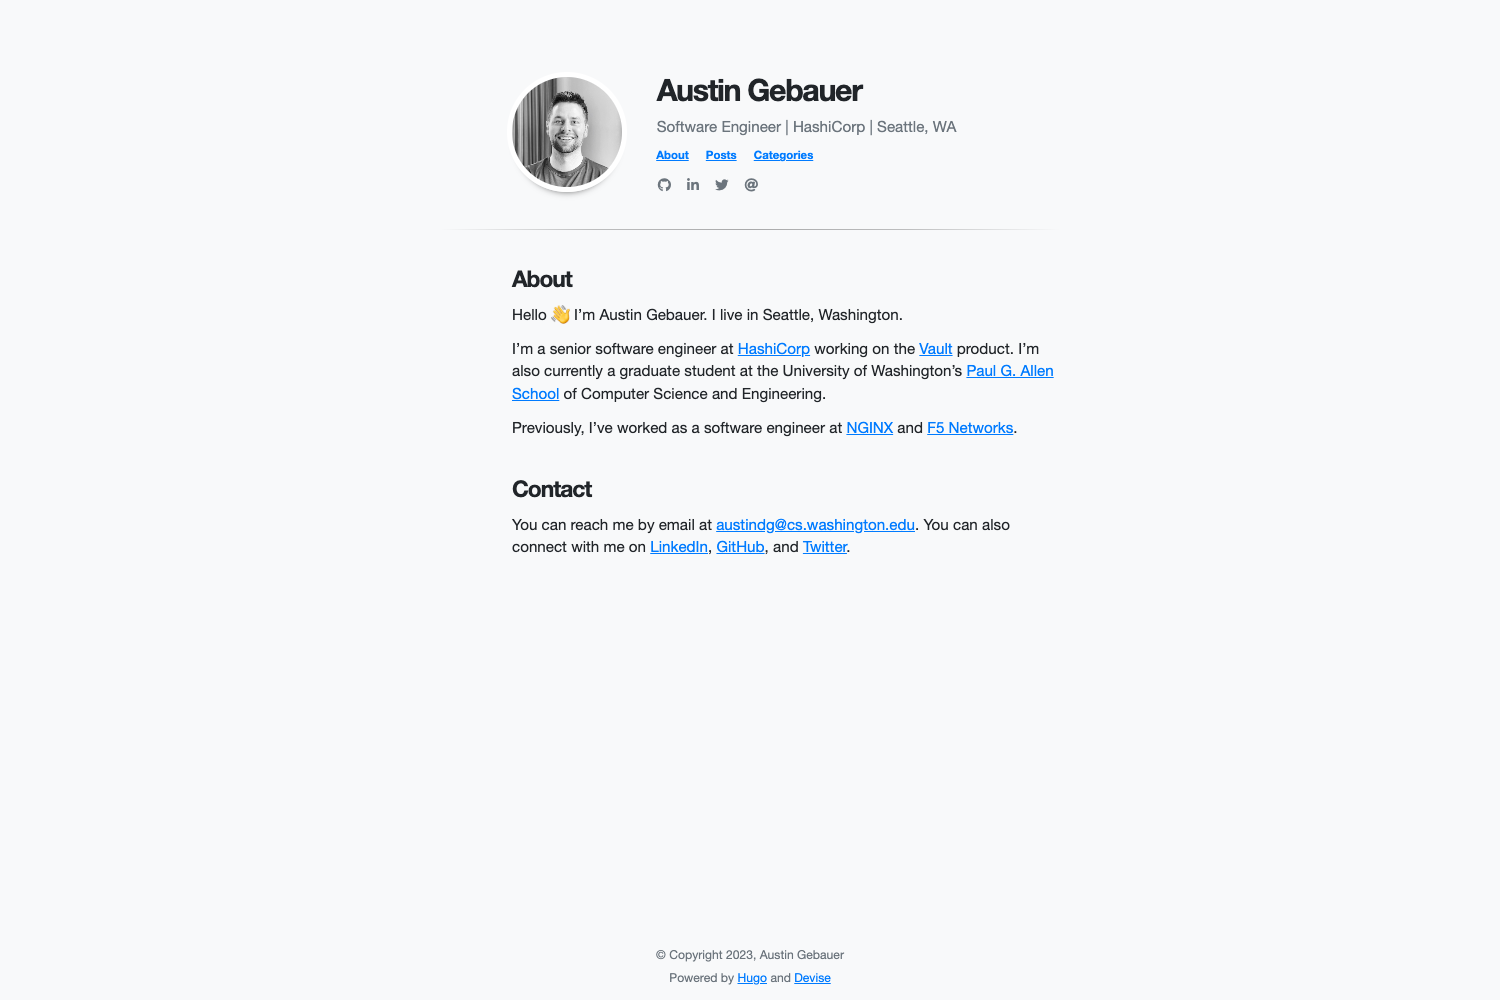 Austin Gebauer
Software Engineer | HashiCorp | Seattle, WA
About Posts Categories
About
Hello 👋 I’m Austin Gebauer. I live in Seattle, Washington.
I’m a senior software engineer at HashiCorp working on the Vault product. I’m
also currently a graduate student at the University of Washington’s Paul G. Allen
School of Computer Science and Engineering.
Previously, I’ve worked as a software engineer at NGINX and F5 Networks.
Contact
You can reach me by email at austindg@cs.washington.edu. You can also
connect with me on LinkedIn, GitHub, and Twitter.
© Copyright 2023, Austin Gebauer
Powered by Hugo and Devise